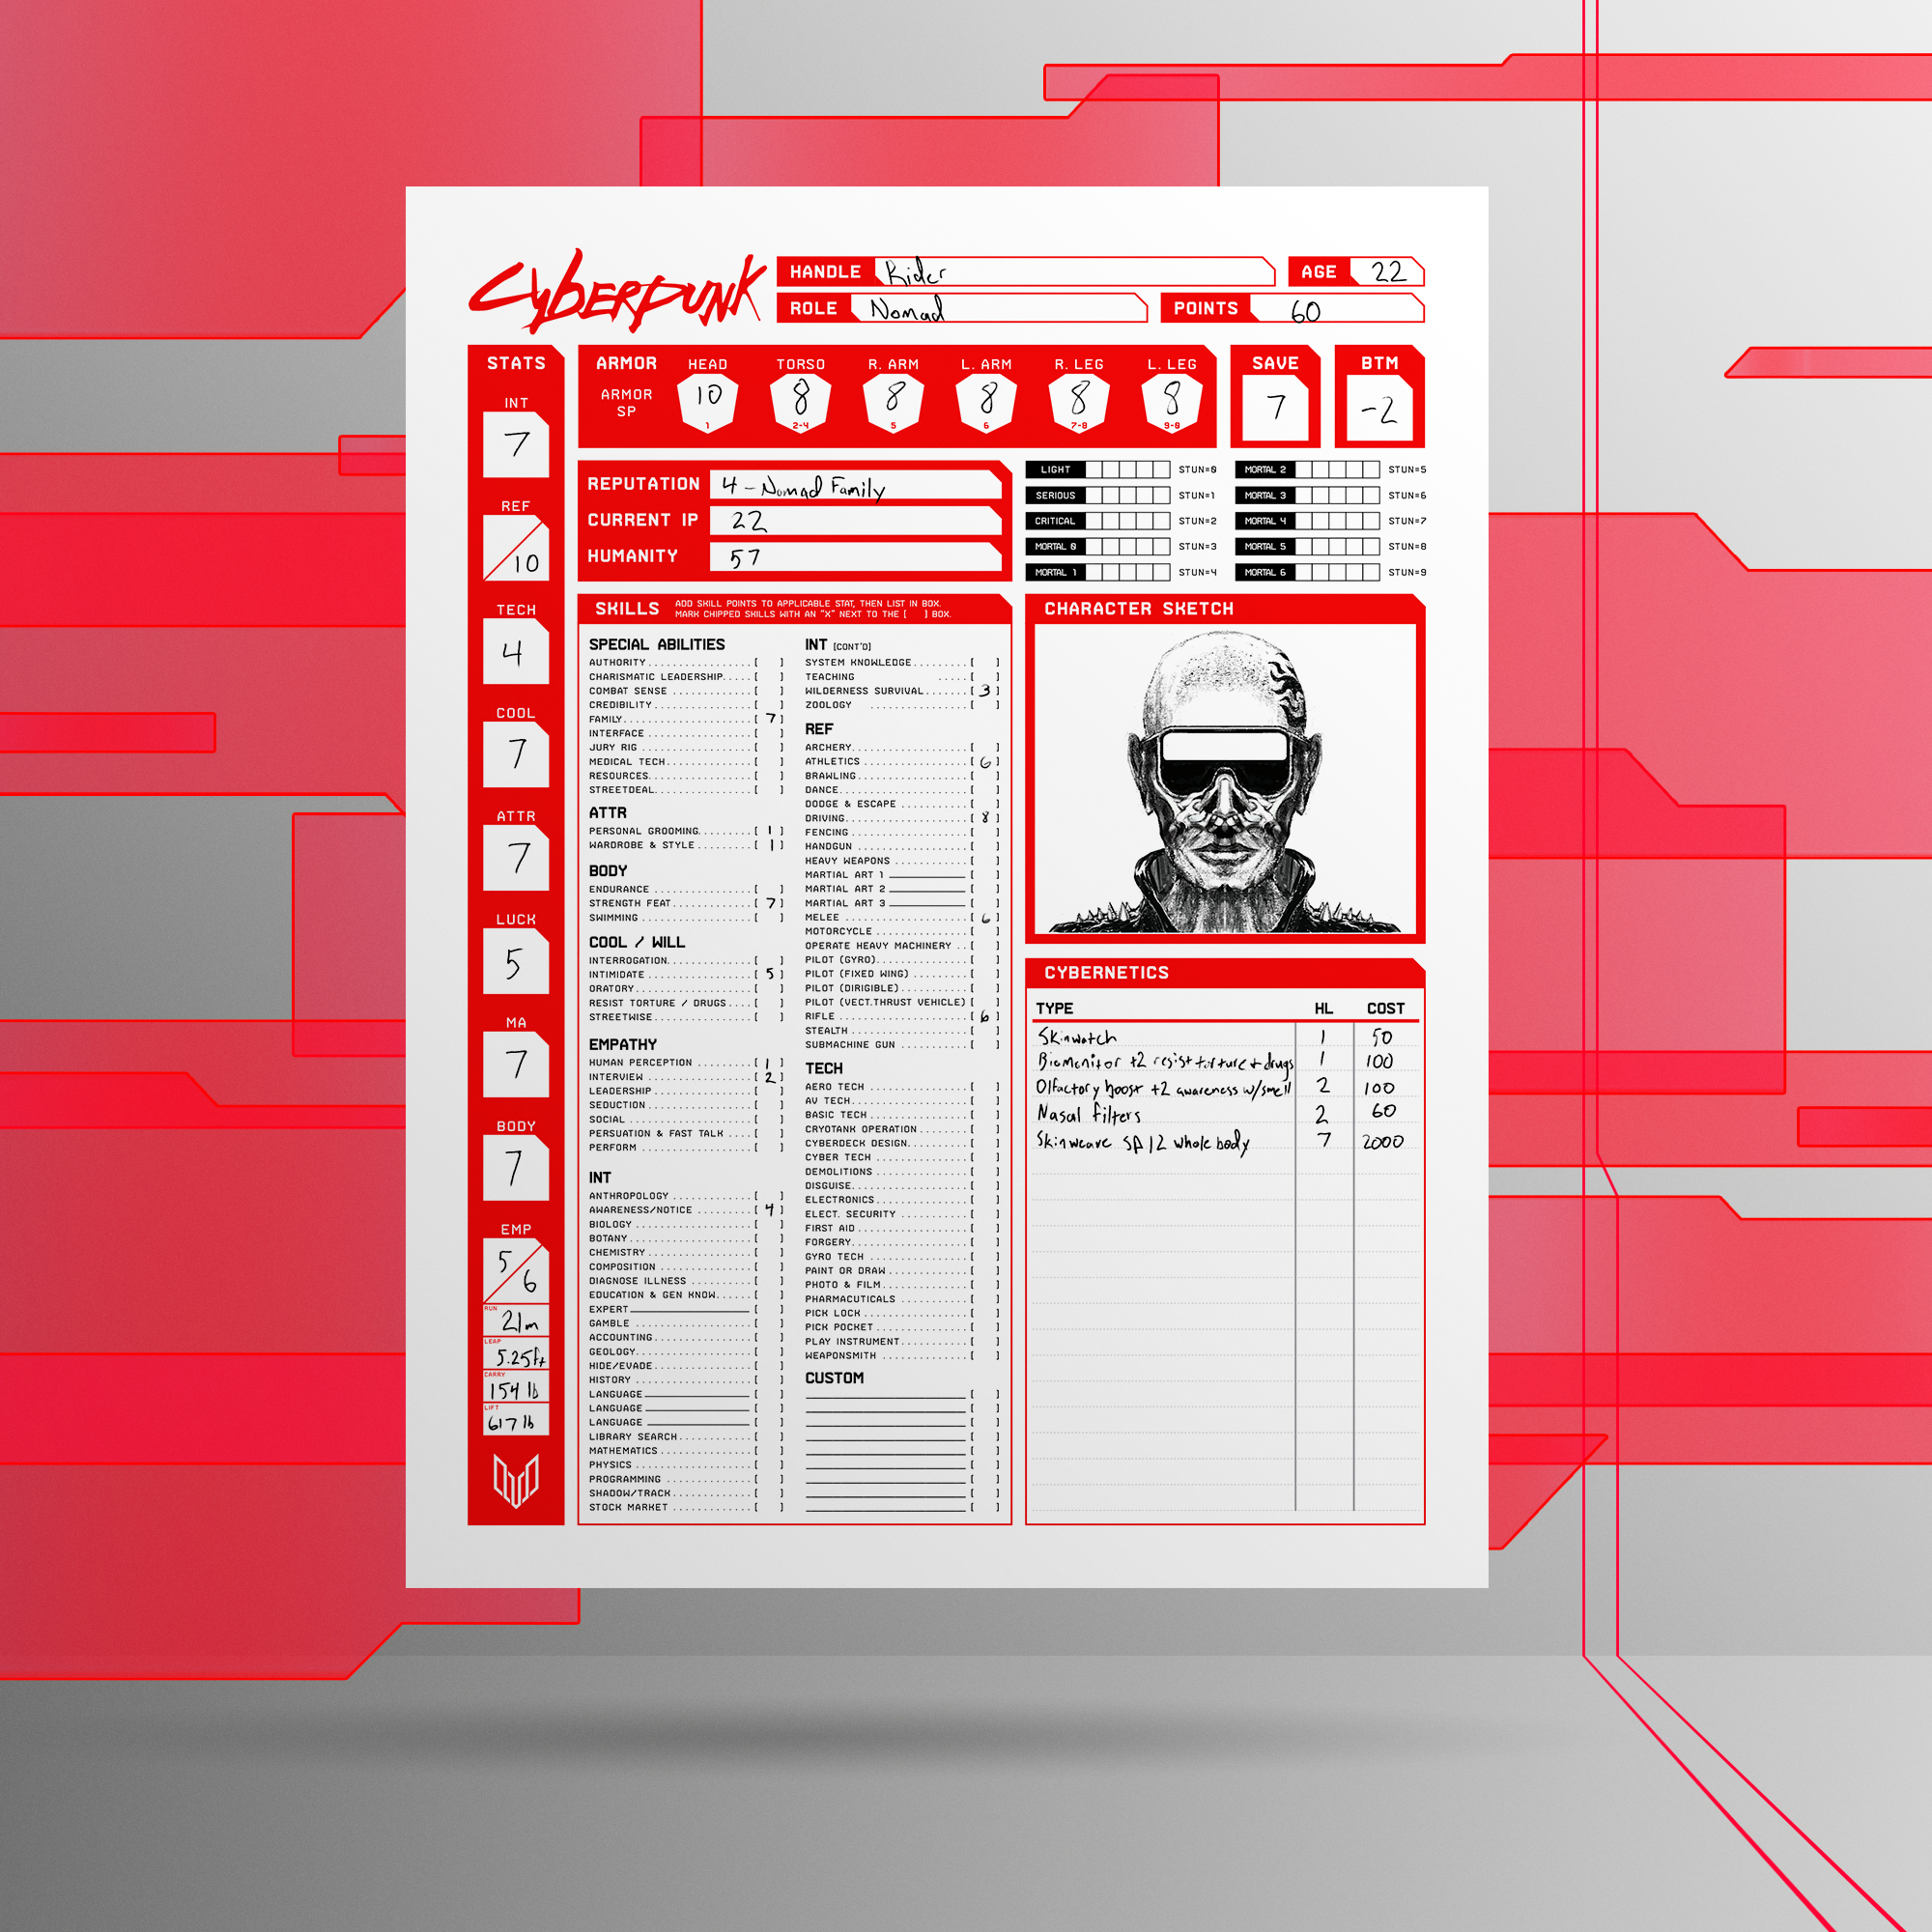 CYBERPUNK
HANDLE Rider
AGE 22
ROLE Nomad
POINTS 60
STATS
INT
7
REF
10
TECH
4
COOL
7
ATTR
7
LUCK
5
MA
7
BODY
7
EMP
5/6
RUN
21m
LEAP
5.25ft
CARRY
154 lb
LIFT
617 lb
ARMOR HEAD TORSO R. ARM L. ARM R. LEG L. LEG
ARMOR SP 10 8 8 8 8 8
1 2-4 5 6 7-8 9-0
SAVE
7
BTM
-2
REPUTATION 4 - Nomad Family
CURRENT IP 22
HUMANITY 57
LIGHT STUN=0
SERIOUS STUN=1
CRITICAL STUN=2
MORTAL 0 STUN=3
MORTAL 1 STUN=4
MORTAL 2 STUN=5
MORTAL 3 STUN=6
MORTAL 4 STUN=7
MORTAL 5 STUN=8
MORTAL 6 STUN=9
SKILLS
ADD SKILL POINTS TO APPLICABLE STAT, THEN LIST IN BOX.
MARK CHIPPED SKILLS WITH AN "X" NEXT TO THE [ ] BOX.
SPECIAL ABILITIES
AUTHORITY................[ ]
CHARISMATIC LEADERSHIP.....[ ]
COMBAT SENSE ............[ ]
CREDIBILITY...............[ ]
FAMILY....................[ 7 ]
INTERFACE ................[ ]
JURY RIG .................[ ]
MEDICAL TECH.............[ ]
RESOURCES................[ ]
STREETDEAL...............[ ]
ATTR
PERSONAL GROOMING........[ 1 ]
WARDROBE & STYLE.........[ 1 ]
BODY
ENDURANCE ...............[ ]
STRENGTH FEAT............[ 7 ]
SWIMMING .................[ ]
COOL / WILL
INTERROGATION.............[ ]
INTIMIDATE ................[ 5 ]
ORATORY..................[ ]
RESIST TORTURE / DRUGS....[ ]
STREETWISE...............[ ]
EMPATHY
HUMAN PERCEPTION ........[ 1 ]
INTERVIEW ................[ 2 ]
LEADERSHIP................[ ]
SEDUCTION ................[ ]
SOCIAL ...................[ ]
PERSUATION & FAST TALK ....[ ]
PERFORM .................[ ]
INT
ANTHROPOLOGY ............[ ]
AWARENESS/NOTICE .........[ 4 ]
BIOLOGY ..................[ ]
BOTANY...................[ ]
CHEMISTRY ................[ ]
COMPOSITION ..............[ ]
DIAGNOSE ILLNESS .........[ ]
EDUCATION & GEN KNOW.....[ ]
EXPERT [ ]
GAMBLE ..................[ ]
ACCOUNTING...............[ ]
GEOLOGY..................[ ]
HIDE/EVADE...............[ ]
HISTORY ..................[ ]
LANGUAGE [ ]
LANGUAGE [ ]
LANGUAGE [ ]
LIBRARY SEARCH............[ ]
MATHEMATICS..............[ ]
PHYSICS ..................[ ]
PROGRAMMING .............[ ]
SHADOW/TRACK.............[ ]
STOCK MARKET ............[ ]
INT [CONT'D]
SYSTEM KNOWLEDGE........[ ]
TEACHING .....[ ]
WILDERNESS SURVIVAL.......[ 3 ]
ZOOLOGY ...............[ ]
REF
ARCHERY..................[ ]
ATHLETICS ................[ 6 ]
BRAWLING.................[ ]
DANCE....................[ ]
DODGE & ESCAPE ..........[ ]
DRIVING...................[ 8 ]
FENCING ..................[ ]
HANDGUN .................[ ]
HEAVY WEAPONS ...........[ ]
MARTIAL ART 1 [ ]
MARTIAL ART 2 [ ]
MARTIAL ART 3 [ ]
MELEE ...................[ 6 ]
MOTORCYCLE ..............[ ]
OPERATE HEAVY MACHINERY ..[ ]
PILOT (GYRO)..............[ ]
PILOT (FIXED WING) ........[ ]
PILOT (DIRIGIBLE)...........[ ]
PILOT (VECT.THRUST VEHICLE) [ ]
RIFLE ....................[ 6 ]
STEALTH ..................[ ]
SUBMACHINE GUN ..........[ ]
TECH
AERO TECH ...............[ ]
AV TECH..................[ ]
BASIC TECH ...............[ ]
CRYOTANK OPERATION .......[ ]
CYBERDECK DESIGN.........[ ]
CYBER TECH ..............[ ]
DEMOLITIONS ..............[ ]
DISGUISE..................[ ]
ELECTRONICS..............[ ]
ELECT. SECURITY ..........[ ]
FIRST AID.................[ ]
FORGERY..................[ ]
GYRO TECH ...............[ ]
PAINT OR DRAW............[ ]
PHOTO & FILM.............[ ]
PHARMACUTICALS ..........[ ]
PICK LOCK................[ ]
PICK POCKET..............[ ]
PLAY INSTRUMENT..........[ ]
WEAPONSMITH .............[ ]
CUSTOM
[ ]
[ ]
[ ]
[ ]
[ ]
[ ]
[ ]
[ ]
[ ]
CHARACTER SKETCH
CYBERNETICS
TYPE HL COST
Skinwatch 1 50
Biomonitor +2 resist torture + drugs 1 100
Olfactory boost +2 awareness w/smell 2 100
Nasal filters 2 60
Skinweave SP 12 whole body 7 2000